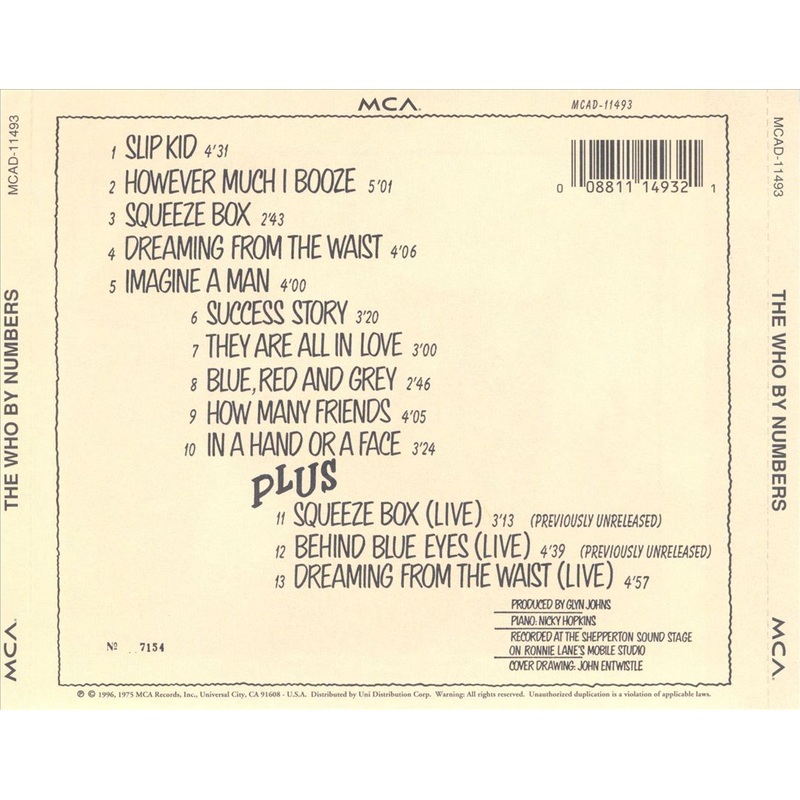 MCA
MCAD-11493
MCAD-11493
THE WHO BY NUMBERS
MCA
1 SLIP KID 4'31
2 HOWEVER MUCH I BOOZE 5'01
3 SQUEEZE BOX 2'43
4 DREAMING FROM THE WAIST 4'06
5 IMAGINE A MAN 4'00
6 SUCCESS STORY 3'20
7 THEY ARE ALL IN LOVE 3'00
8 BLUE, RED AND GREY 2'46
9 HOW MANY FRIENDS 4'05
10 IN A HAND OR A FACE 3'24
PLUS
11 SQUEEZE BOX (LIVE) 3'13 (PREVIOUSLY UNRELEASED)
12 BEHIND BLUE EYES (LIVE) 4'39 (PREVIOUSLY UNRELEASED)
13 DREAMING FROM THE WAIST (LIVE) 4'57
0 08811 14932 1
PRODUCED BY GLYN JOHNS
PIANO: NICKY HOPKINS
RECORDED AT THE SHEPPERTON SOUND STAGE
ON RONNIE LANE'S MOBILE STUDIO
COVER DRAWING: JOHN ENTWISTLE
Nº 7154
℗ © 1996, 1975 MCA Records, Inc., Universal City, CA 91608 - U.S.A. Distributed by Uni Distribution Corp. Warning: All rights reserved. Unauthorized duplication is a violation of applicable laws.
MCAD-11493
THE WHO BY NUMBERS
MCA